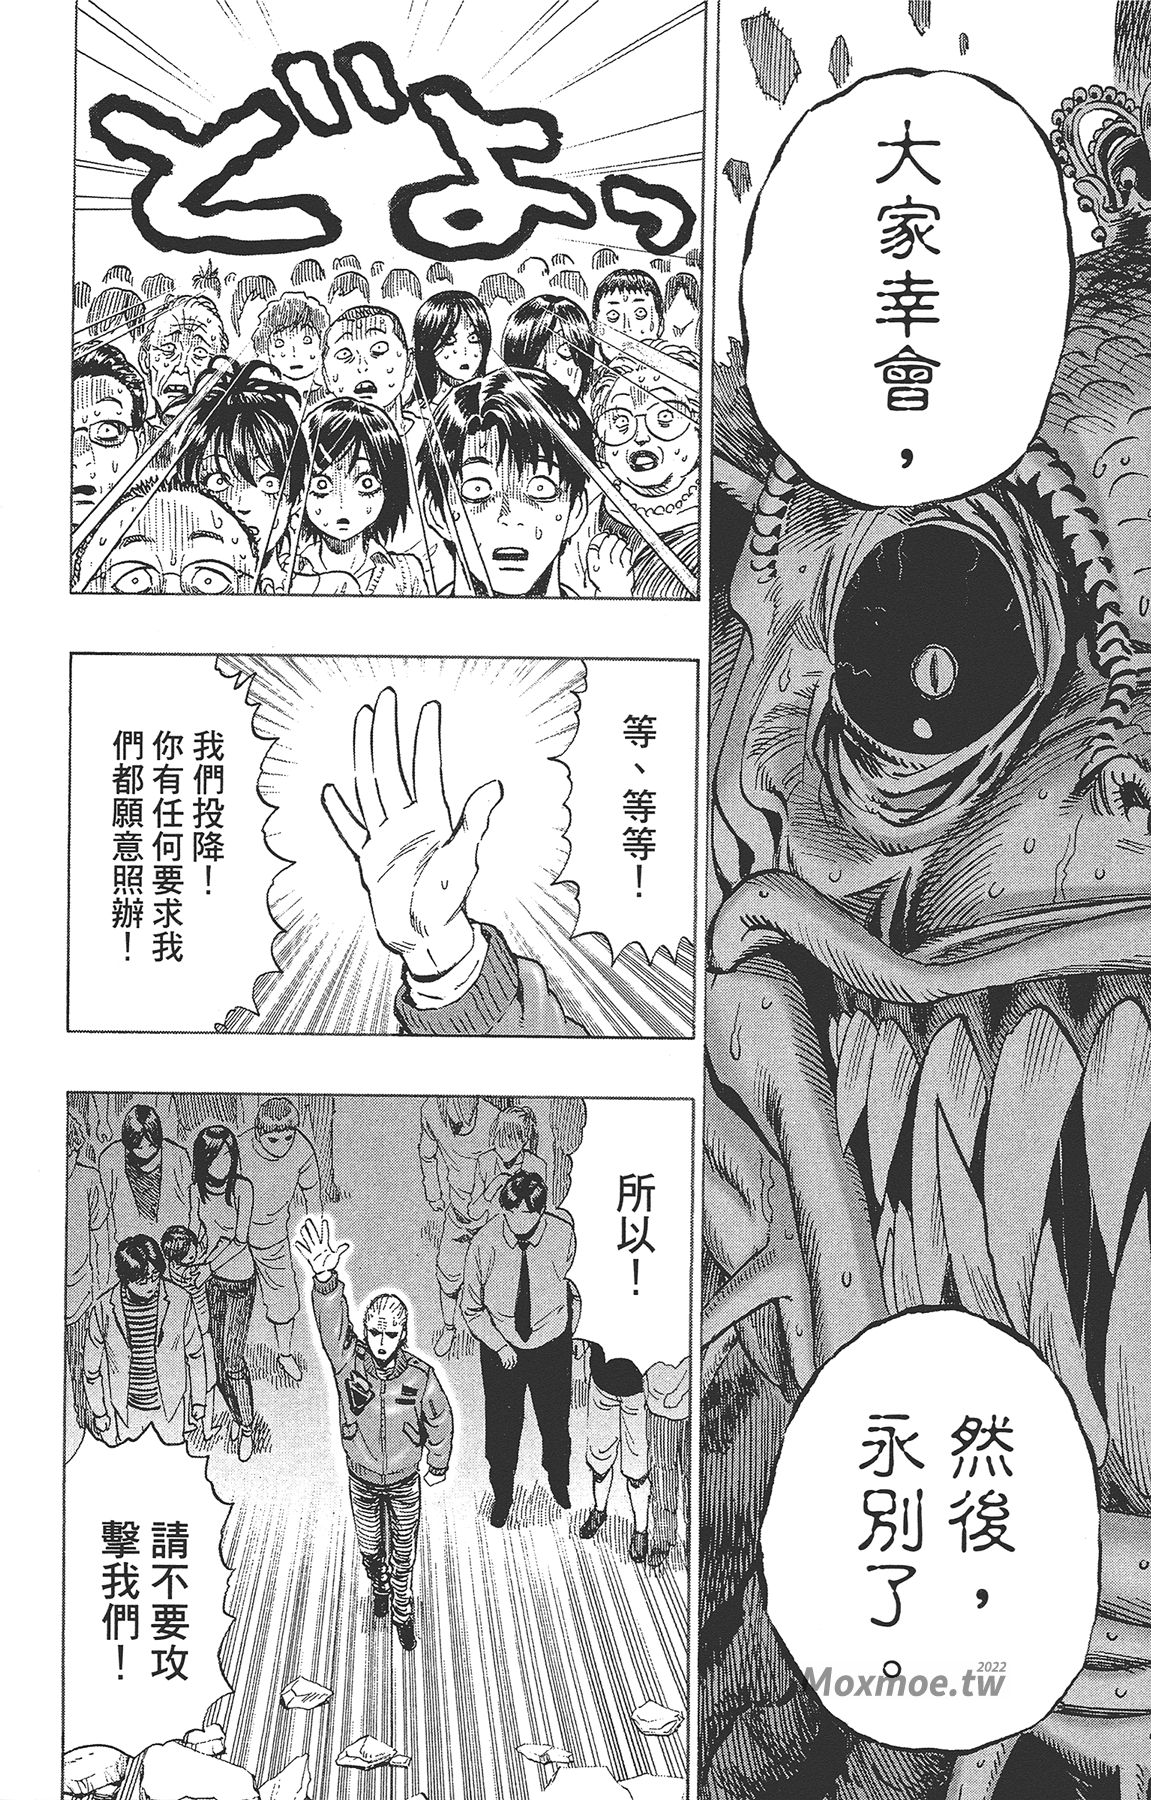 大家幸會，
然後，
永別了。
どよっ
等、等等！
我們投降！
你有任何要求我
們都願意照辦！
所以！
請不要攻
擊我們！
Moxmoe.tw
2022